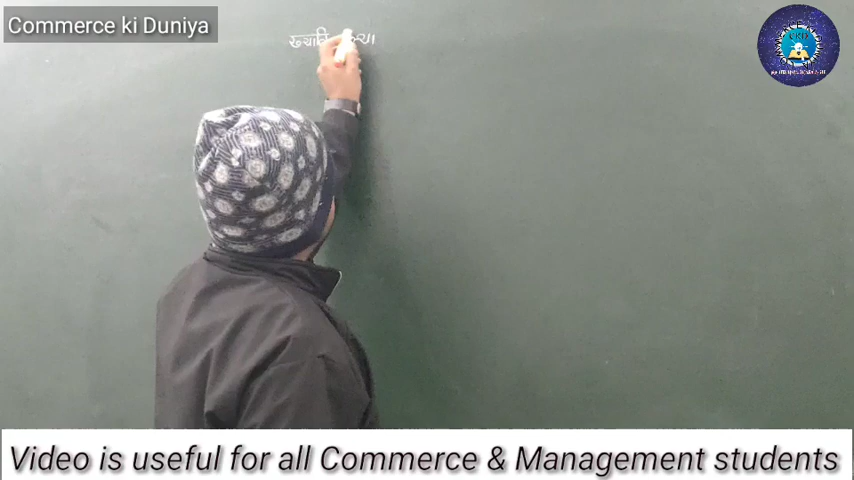 Commerce ki Duniya
ख्याति
Video is useful for all Commerce & Management students